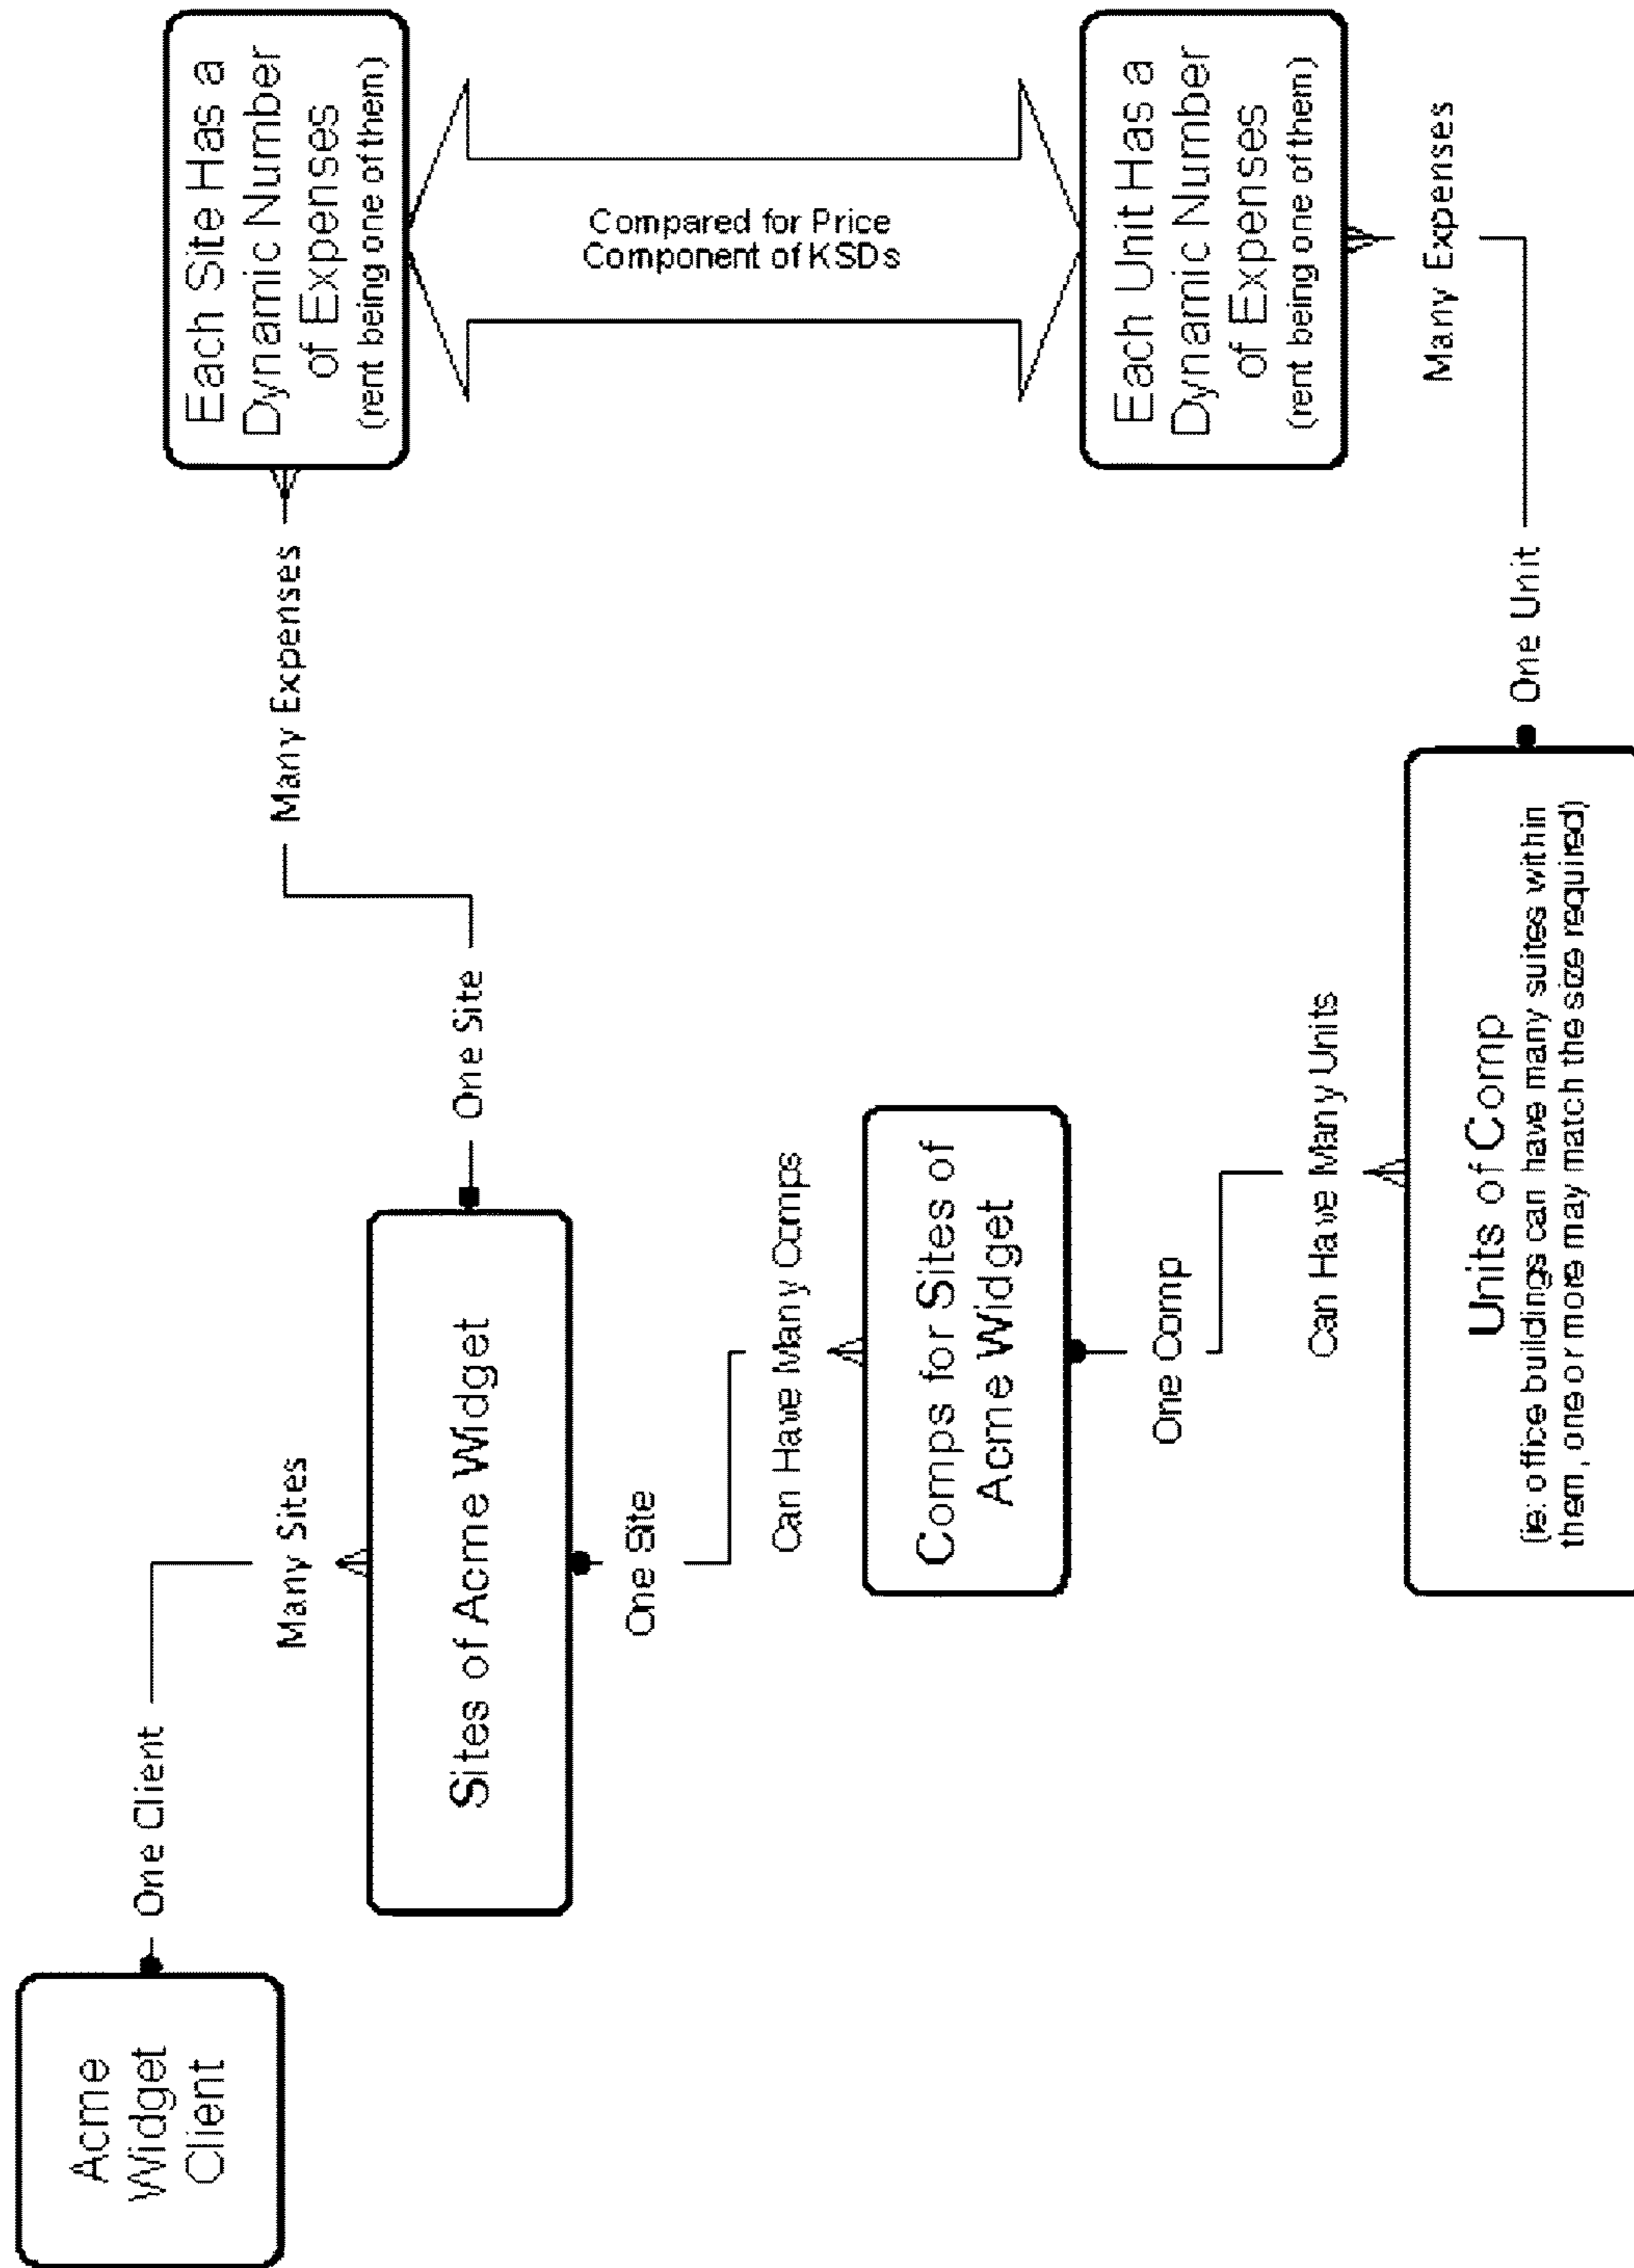 Acme
Widget
Client
One Client
Many Sites
Sites of Acme Widget
One Site
Many Expenses
Each Site Has a
Dynamic Number
of Expenses
(rent being one of them)
Compared for Price
Component of KSDs
One Site
Can Have Many Comps
Comps for Sites of
Acme Widget
One Comp
Can Have Many Units
Units of Comp
(ie: office buildings can have many suites within
them, one or more may match the size required)
One Unit
Many Expenses
Each Unit Has a
Dynamic Number
of Expenses
(rent being one of them)